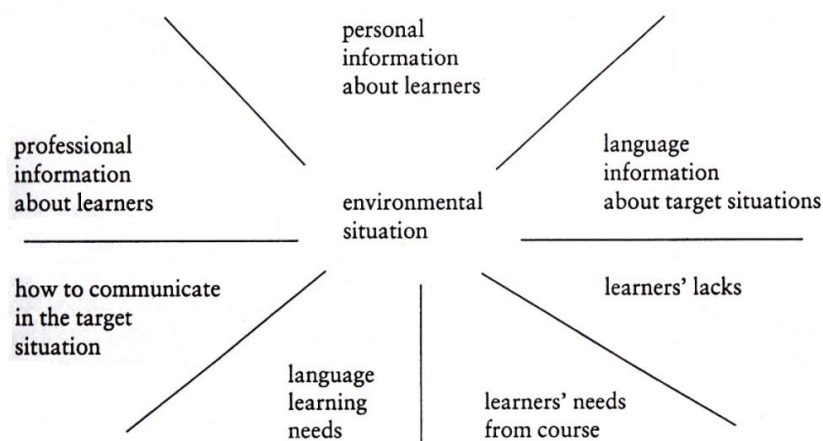 personal
information
about learners
professional
information
about learners
language
information
about target situations
environmental
situation
how to communicate
in the target
situation
learners' lacks
language
learning
needs
learners' needs
from course